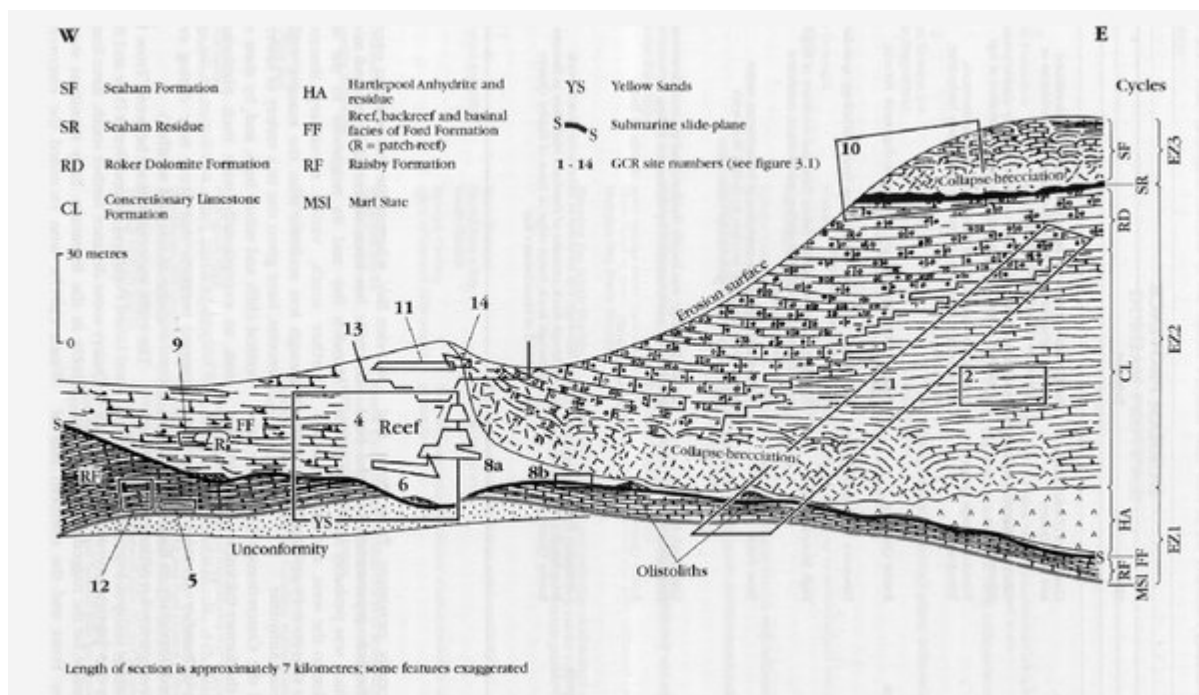 W
E
SF Seaham Formation
SR Seaham Residue
RD Roker Dolomite Formation
CL Concretionary Limestone
Formation
HA Hartlepool Anhydrite and
residue
FF Reef, backreef and basinal
facies of Ford Formation
(R = patch-reef)
RF Raisby Formation
MSl Marl Slate
YS Yellow Sands
S S Submarine slide-plane
1 - 14 GCR site numbers (see figure 3.1)
Cycles
30 metres
0
10
Collapse-brecciation
SF
EZ3
SR
RD
Erosion surface
11
14
13
9
EZ2
CL
1
2.
4
7
Reef
FF
R
S
RF
Collapse-brecciation
8a
8b
6
YS
HA
EZ1
S
FF
RF
MSl
Unconformity
Olistoliths
12
5
Length of section is approximately 7 kilometres; some features exaggerated